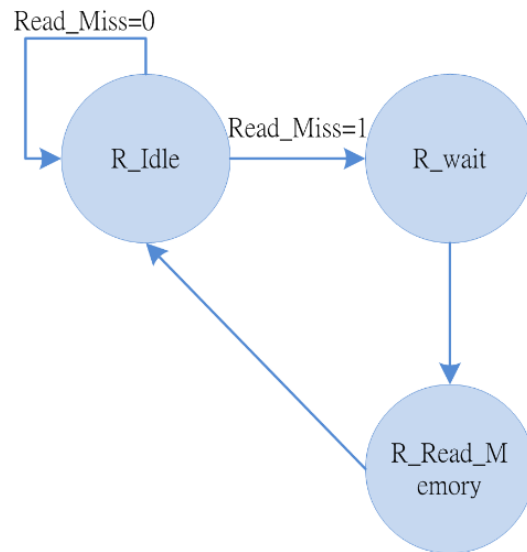 Read_Miss=0
R_Idle
Read_Miss=1
R_wait
R_Read_M
emory